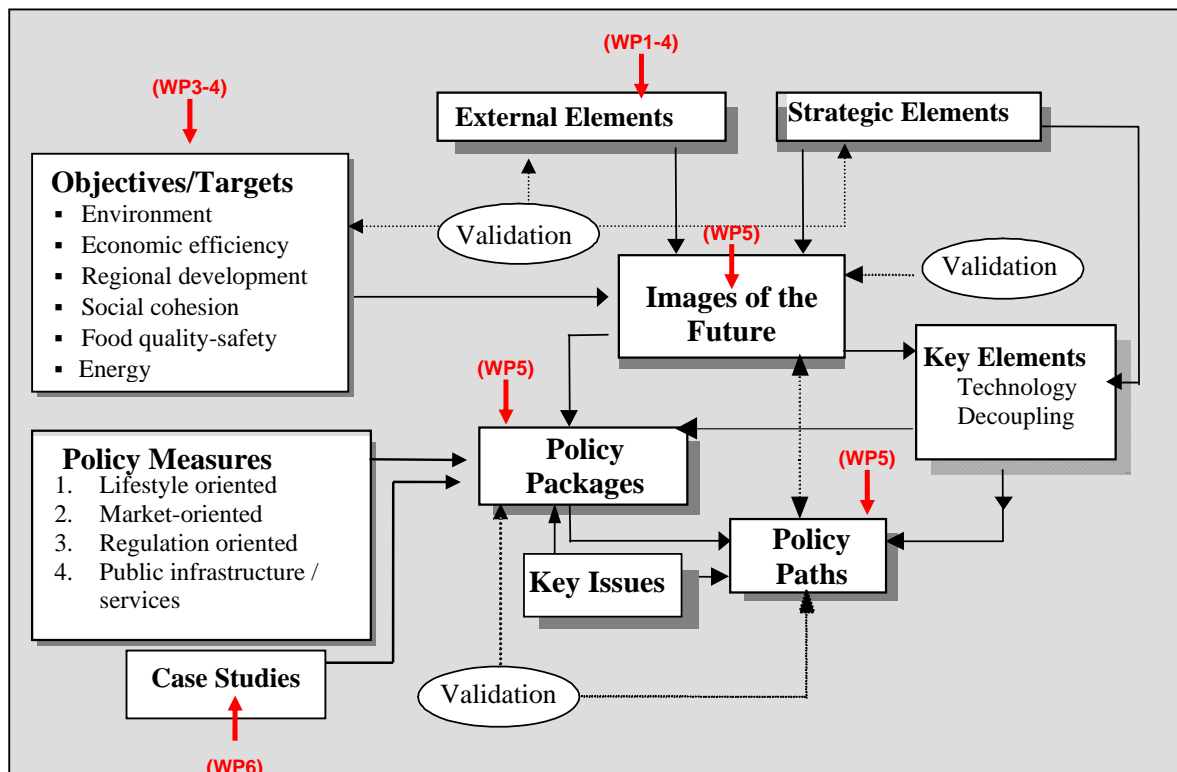 (WP1-4)
(WP3-4)
External Elements
Strategic Elements
Objectives/Targets
▪ Environment
▪ Economic efficiency
▪ Regional development
▪ Social cohesion
▪ Food quality-safety
▪ Energy
Validation
(WP5)
Validation
Images of the
Future
Key Elements
Technology
Decoupling
(WP5)
Policy Measures
1. Lifestyle oriented
2. Market-oriented
3. Regulation oriented
4. Public infrastructure /
services
Policy
Packages
(WP5)
Policy
Paths
Key Issues
Case Studies
Validation
(WP6)